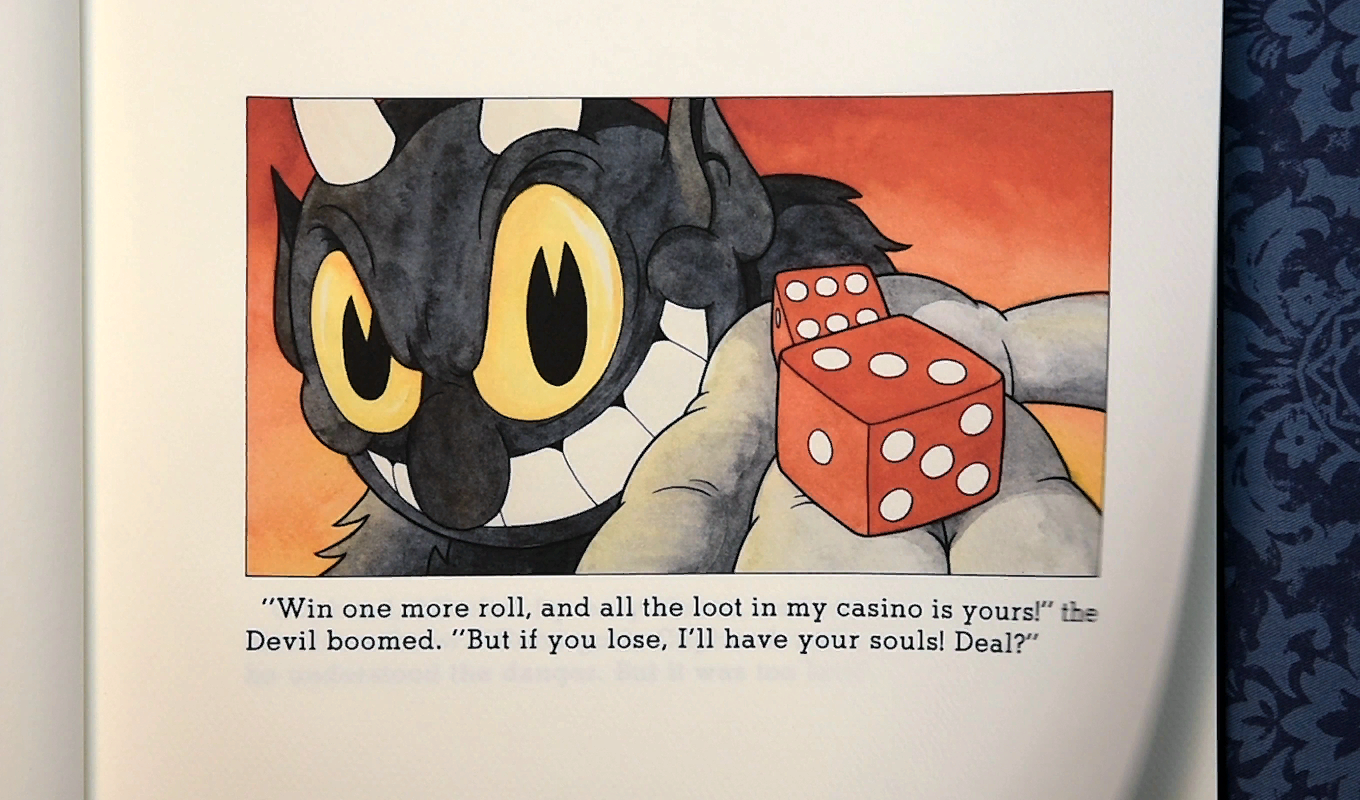 "Win one more roll, and all the loot in my casino is yours!" the
Devil boomed. "But if you lose, I'll have your souls! Deal?"